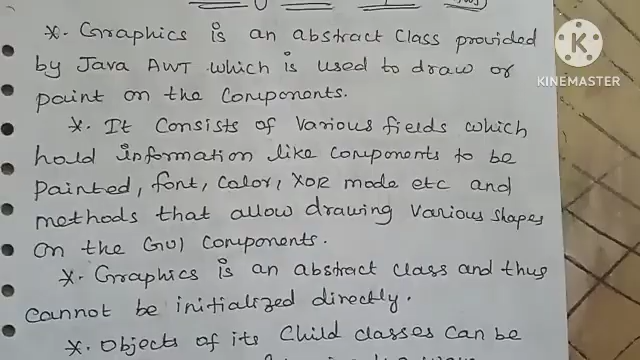 *. Graphics is an abstract class provided
by Java AWT which is used to draw or
paint on the components.
*. It consists of various fields which
hold information like components to be
painted, font, color, XOR mode etc and
methods that allow drawing various shapes
on the GUI components.
*. Graphics is an abstract class and thus
cannot be initialized directly.
*. Objects of its child classes can be
KINEMASTER